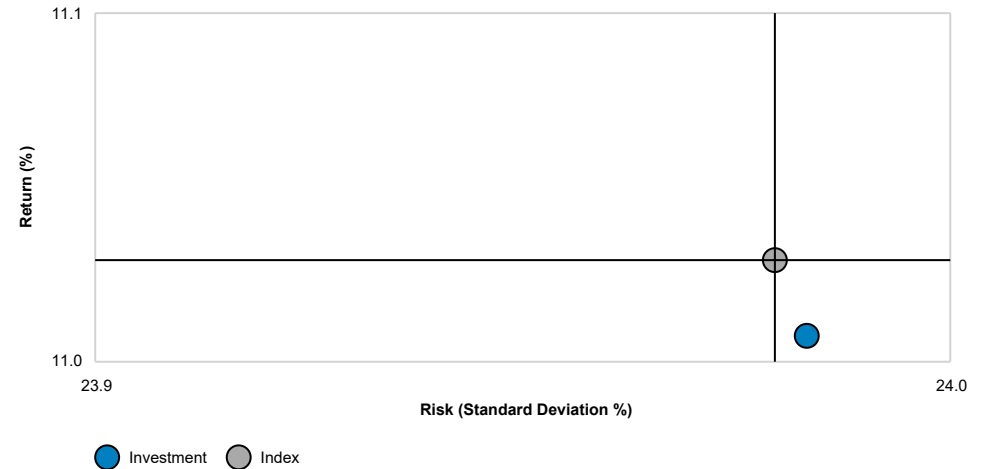 11.1
Return (%)
11.0
23.9
24.0
Risk (Standard Deviation %)
Investment
Index